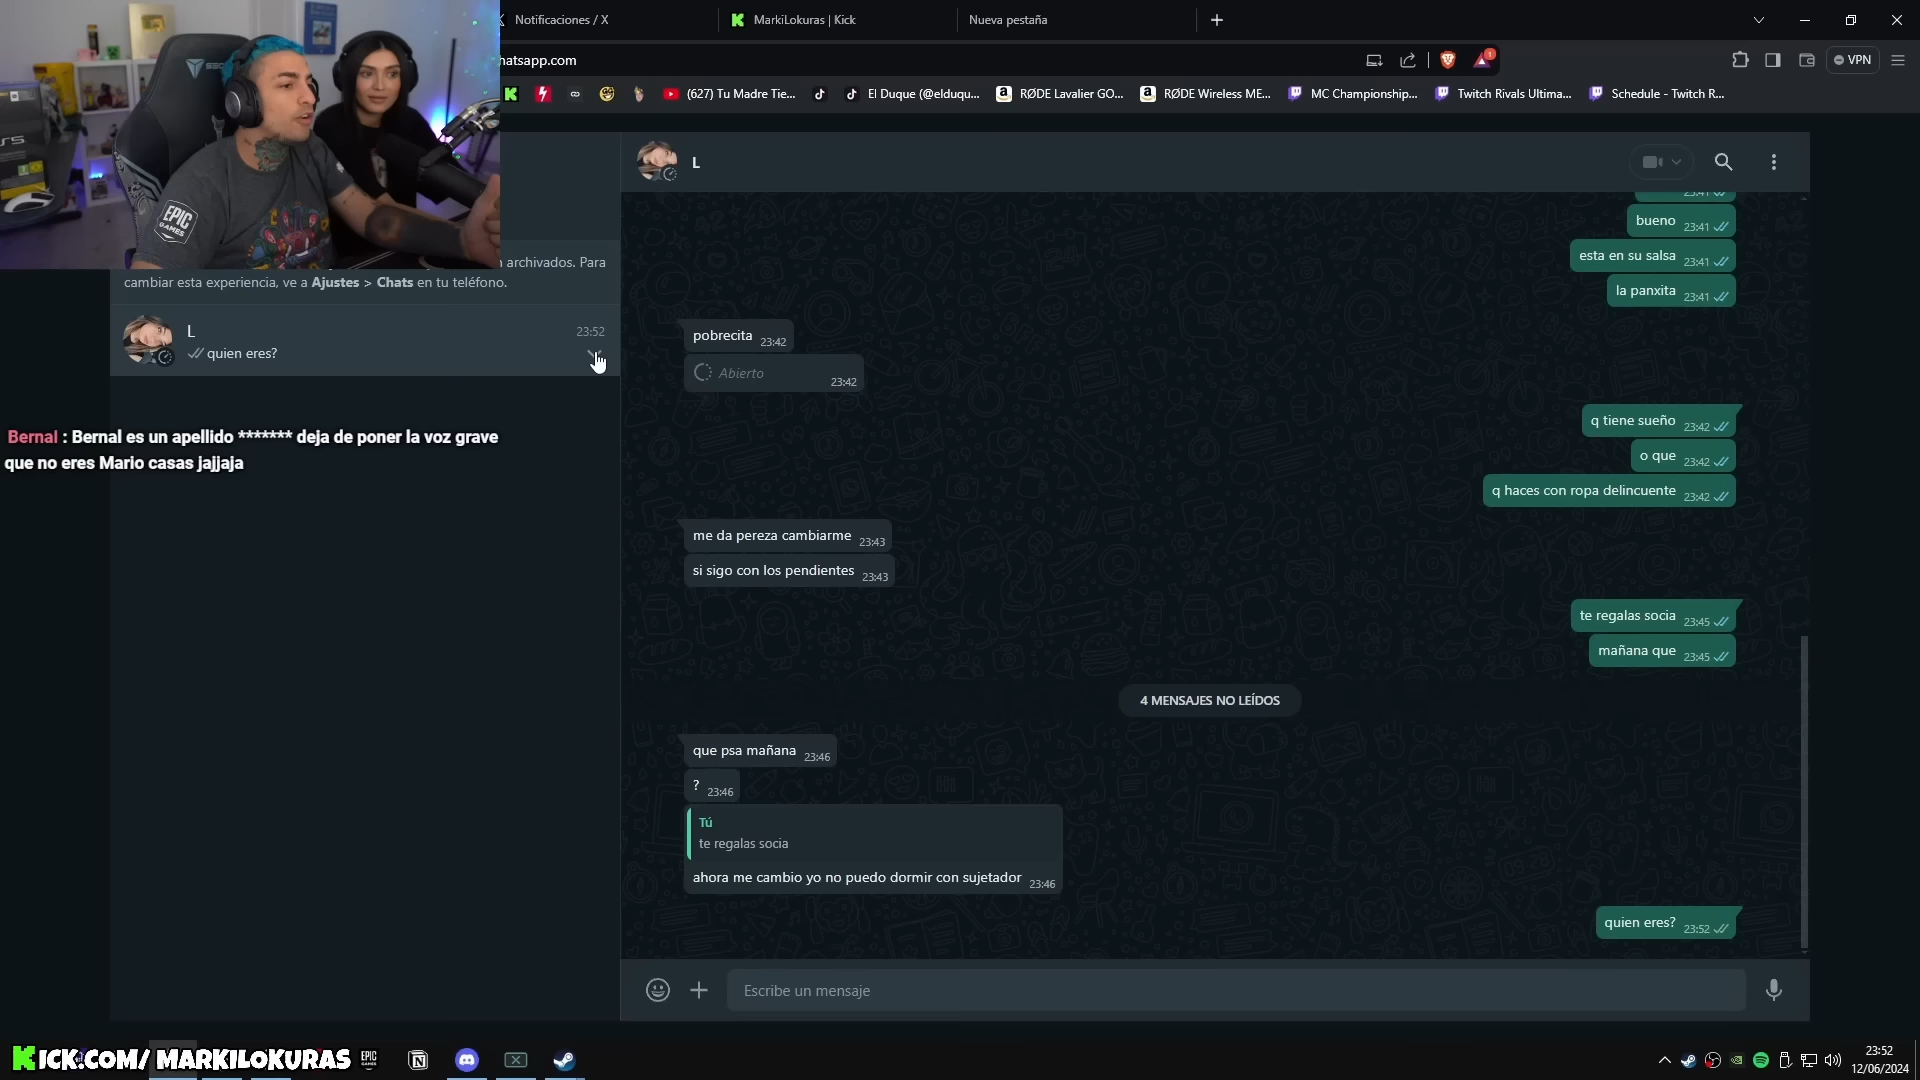 Notificaciones / X
MarkiLokuras | Kick
Nueva pestaña
hatsapp.com
1
VPN
(627) Tu Madre Tie...
El Duque (@elduqu...
RØDE Lavalier GO...
RØDE Wireless ME...
MC Championship...
Twitch Rivals Ultima...
Schedule - Twitch R...
EPIC
GAMES
L
23:41
bueno 23:41
esta en su salsa 23:41
la panxita 23:41
archivados. Para
cambiar esta experiencia, ve a Ajustes > Chats en tu teléfono.
L 23:52
quien eres?
Bernal : Bernal es un apellido ******* deja de poner la voz grave
que no eres Mario casas jajjaja
pobrecita 23:42
Abierto 23:42
q tiene sueño 23:42
o que 23:42
q haces con ropa delincuente 23:42
me da pereza cambiarme 23:43
si sigo con los pendientes 23:43
te regalas socia 23:45
mañana que 23:45
4 MENSAJES NO LEÍDOS
que psa mañana 23:46
? 23:46
Tú
te regalas socia
ahora me cambio yo no puedo dormir con sujetador 23:46
quien eres? 23:52
Escribe un mensaje
KICK.COM/ MARKILOKURAS
EPIC
GAMES
23:52
12/06/2024